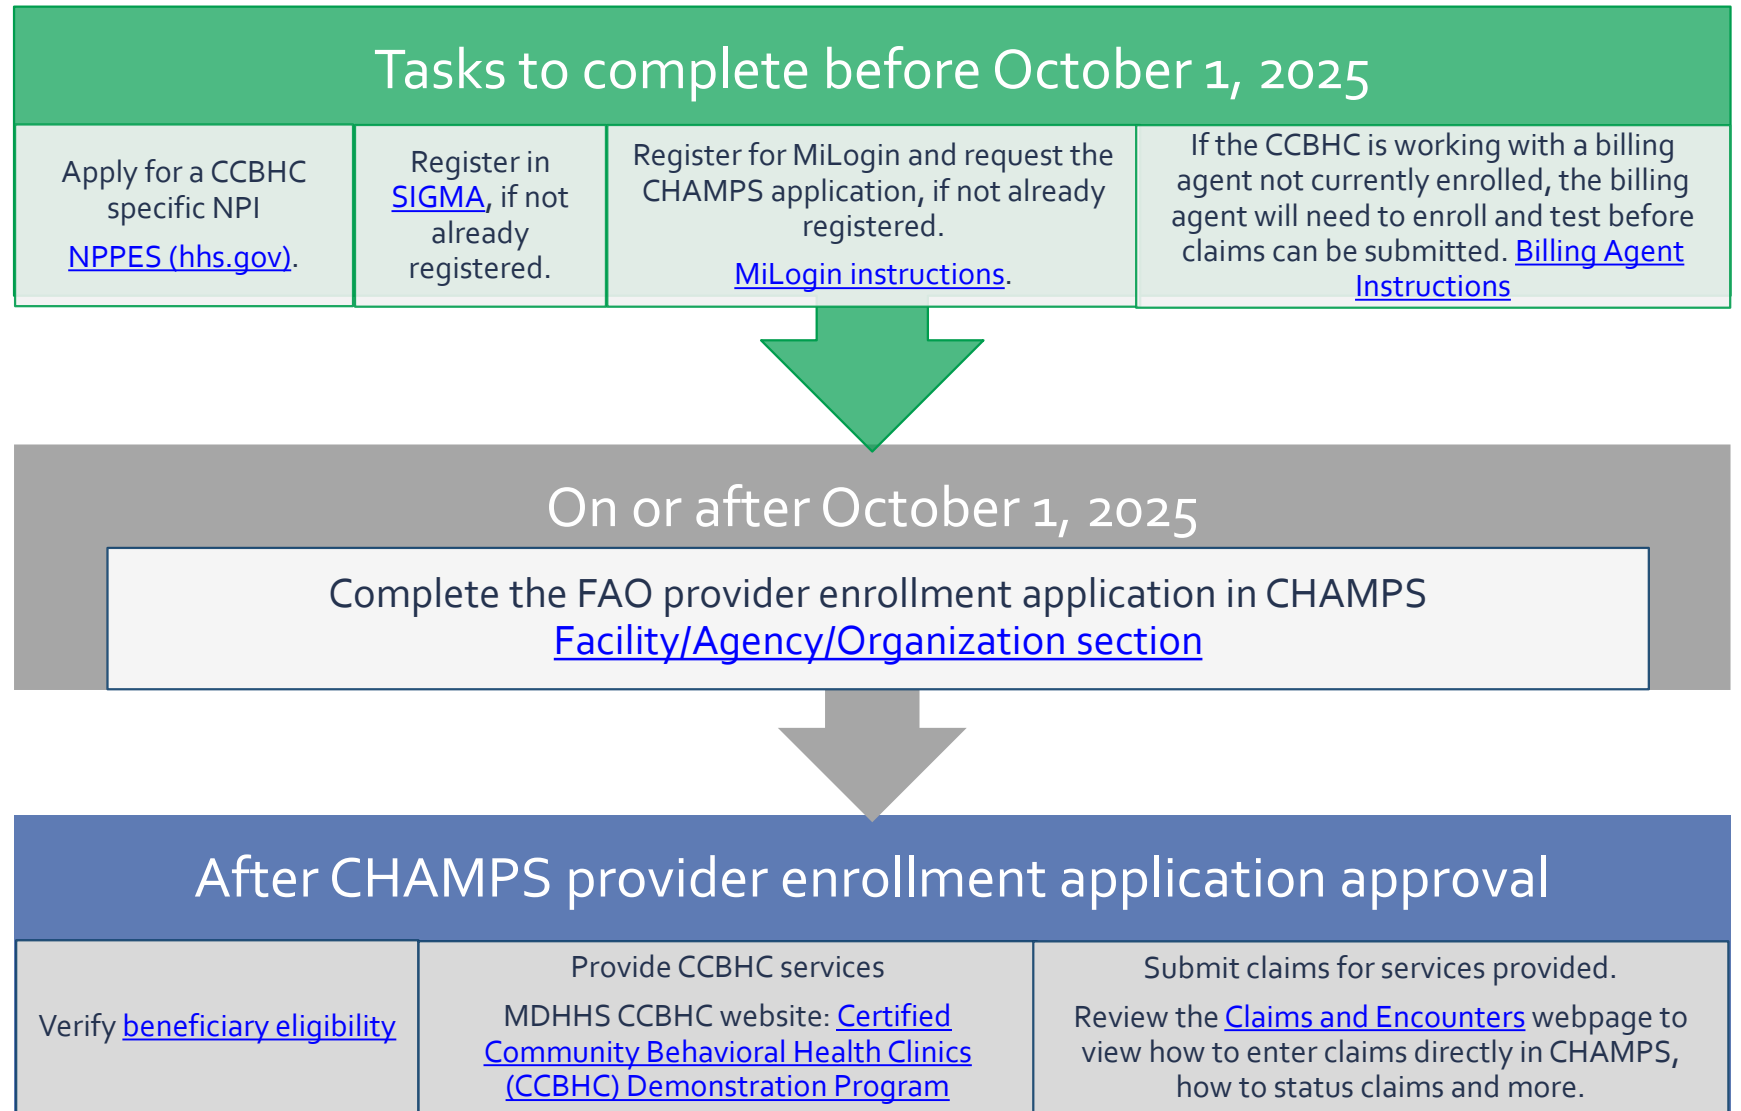 Tasks to complete before October 1, 2025
Apply for a CCBHC
specific NPI
NPPES (hhs.gov).
Register in
SIGMA, if not
already
registered.
Register for MiLogin and request the
CHAMPS application, if not already
registered.
MiLogin instructions.
If the CCBHC is working with a billing
agent not currently enrolled, the billing
agent will need to enroll and test before
claims can be submitted. Billing Agent
Instructions
On or after October 1, 2025
Complete the FAO provider enrollment application in CHAMPS
Facility/Agency/Organization section
After CHAMPS provider enrollment application approval
Verify beneficiary eligibility
Provide CCBHC services
MDHHS CCBHC website: Certified
Community Behavioral Health Clinics
(CCBHC) Demonstration Program
Submit claims for services provided.
Review the Claims and Encounters webpage to
view how to enter claims directly in CHAMPS,
how to status claims and more.